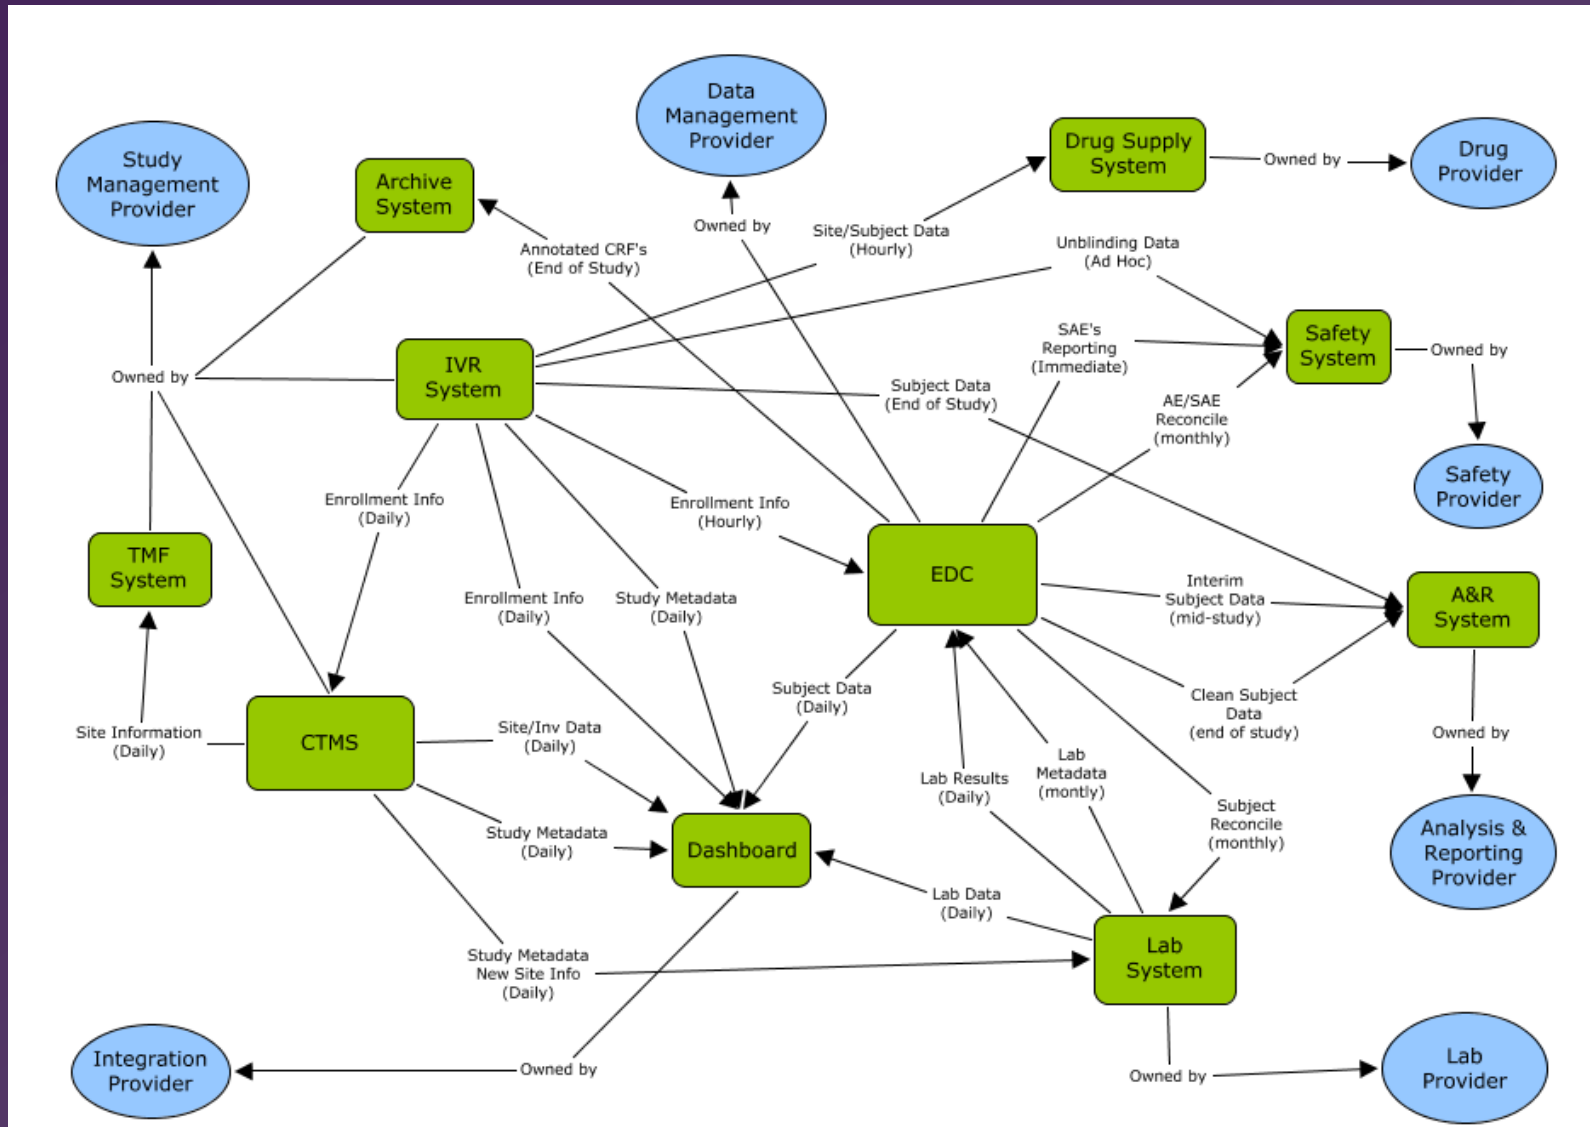 Data
Management
Provider
Study
Management
Provider
Archive
System
Drug Supply
System
Owned by
Drug
Provider
Owned by
Site/Subject Data
(Hourly)
Annotated CRF's
(End of Study)
Unblinding Data
(Ad Hoc)
Owned by
IVR
System
SAE's
Reporting
(Immediate)
Safety
System
Owned by
Subject Data
(End of Study)
AE/SAE
Reconcile
(monthly)
Safety
Provider
Enrollment Info
(Daily)
Enrollment Info
(Hourly)
TMF
System
EDC
Enrollment Info
(Daily)
Study Metadata
(Daily)
Interim
Subject Data
(mid-study)
A&R
System
Subject Data
(Daily)
Clean Subject
Data
(end of study)
Site Information
(Daily)
CTMS
Site/Inv Data
(Daily)
Owned by
Lab Results
(Daily)
Lab
Metadata
(montly)
Subject
Reconcile
(monthly)
Study Metadata
(Daily)
Dashboard
Analysis &
Reporting
Provider
Lab Data
(Daily)
Study Metadata
New Site Info
(Daily)
Lab
System
Integration
Provider
Owned by
Owned by
Lab
Provider